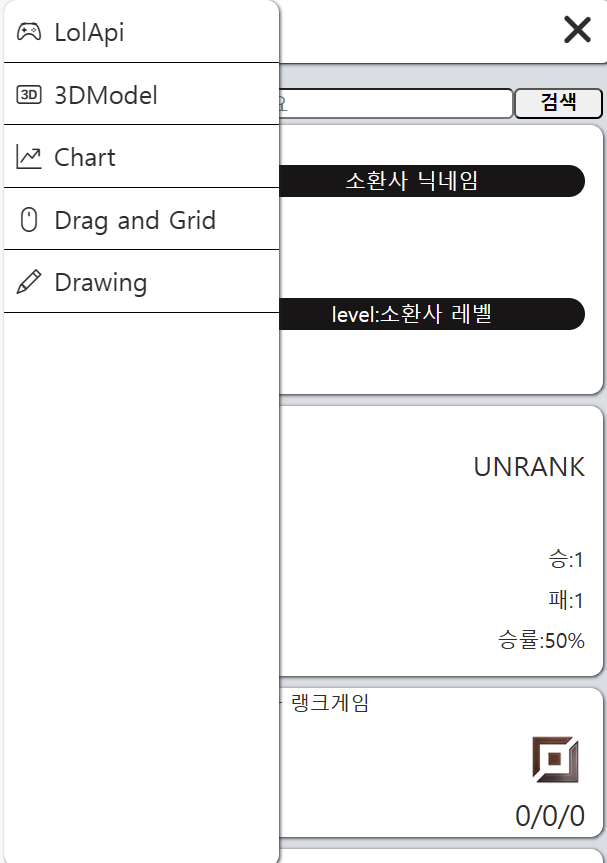 LolApi
3D 3DModel
Chart
Drag and Grid
Drawing
검색
소환사 닉네임
level:소환사 레벨
UNRANK
승:1
패:1
승률:50%
랭크게임
0/0/0